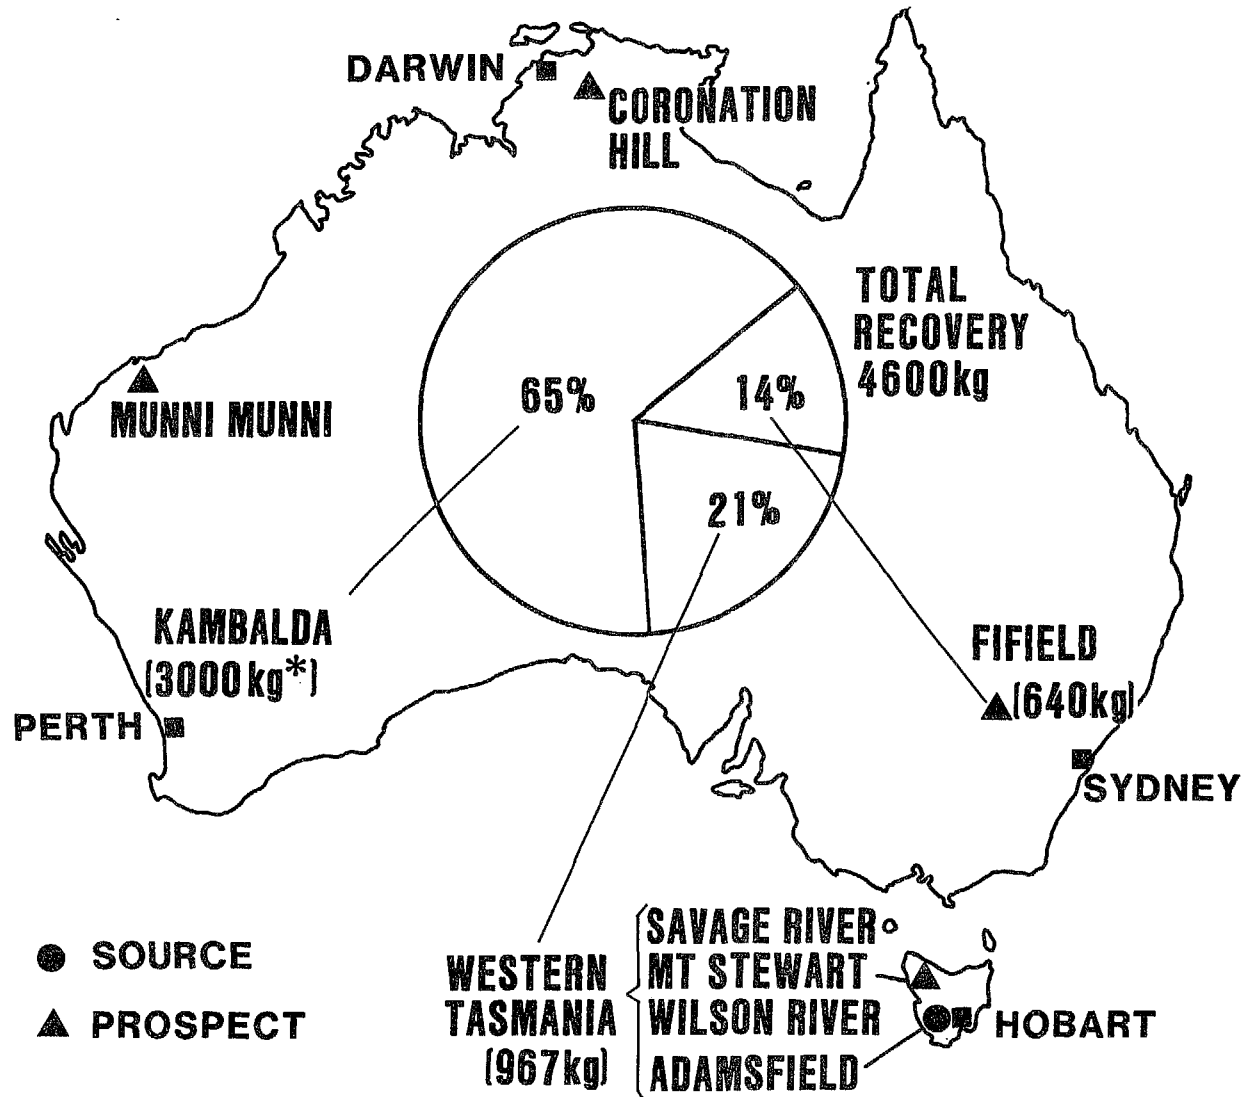 DARWIN
CORONATION
HILL
TOTAL
RECOVERY
4600kg
65%
14%
MUNNI MUNNI
21%
KAMBALDA
(3000kg*)
FIFIELD
(640kg)
PERTH
SYDNEY
SOURCE
PROSPECT
WESTERN
TASMANIA
(967kg)
SAVAGE RIVER
MT STEWART
WILSON RIVER
ADAMSFIELD
HOBART